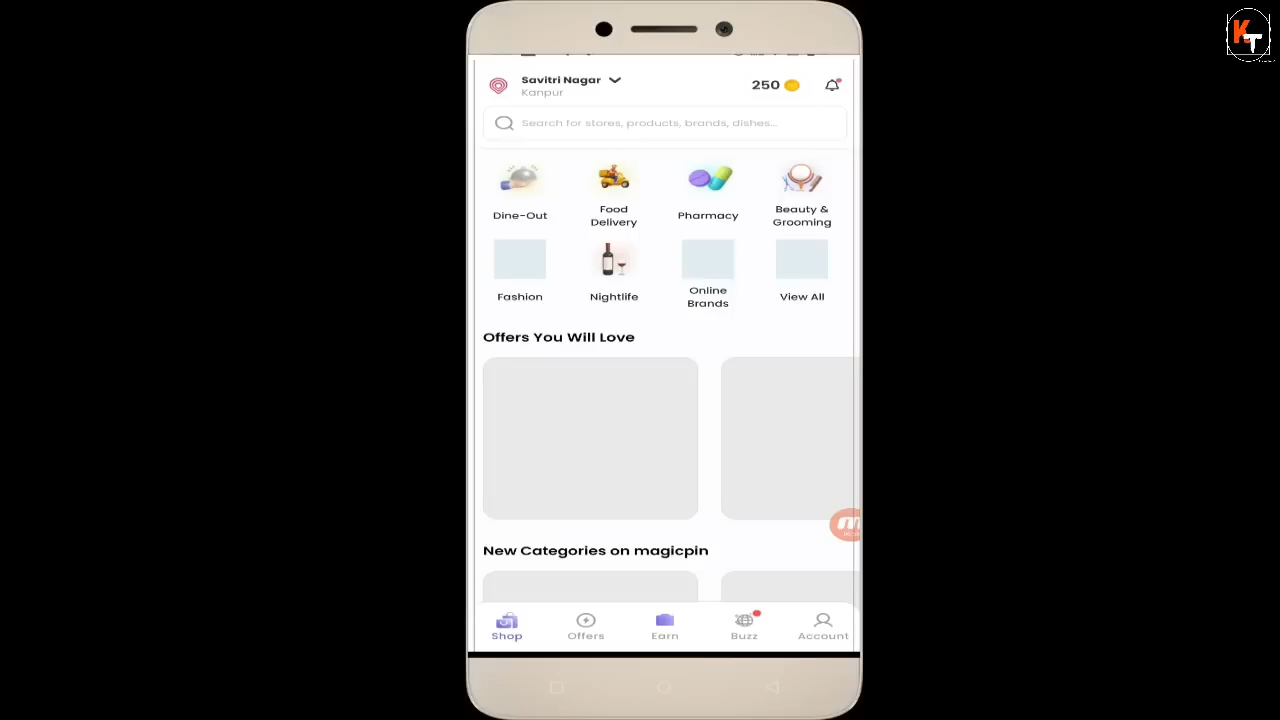 KT
Savitri Nagar
Kanpur
250
Search for stores, products, brands, dishes...
Dine-Out
Food
Delivery
Pharmacy
Beauty &
Grooming
Fashion
Nightlife
Online
Brands
View All
Offers You Will Love
New Categories on magicpin
Shop
Offers
Earn
Buzz
Account